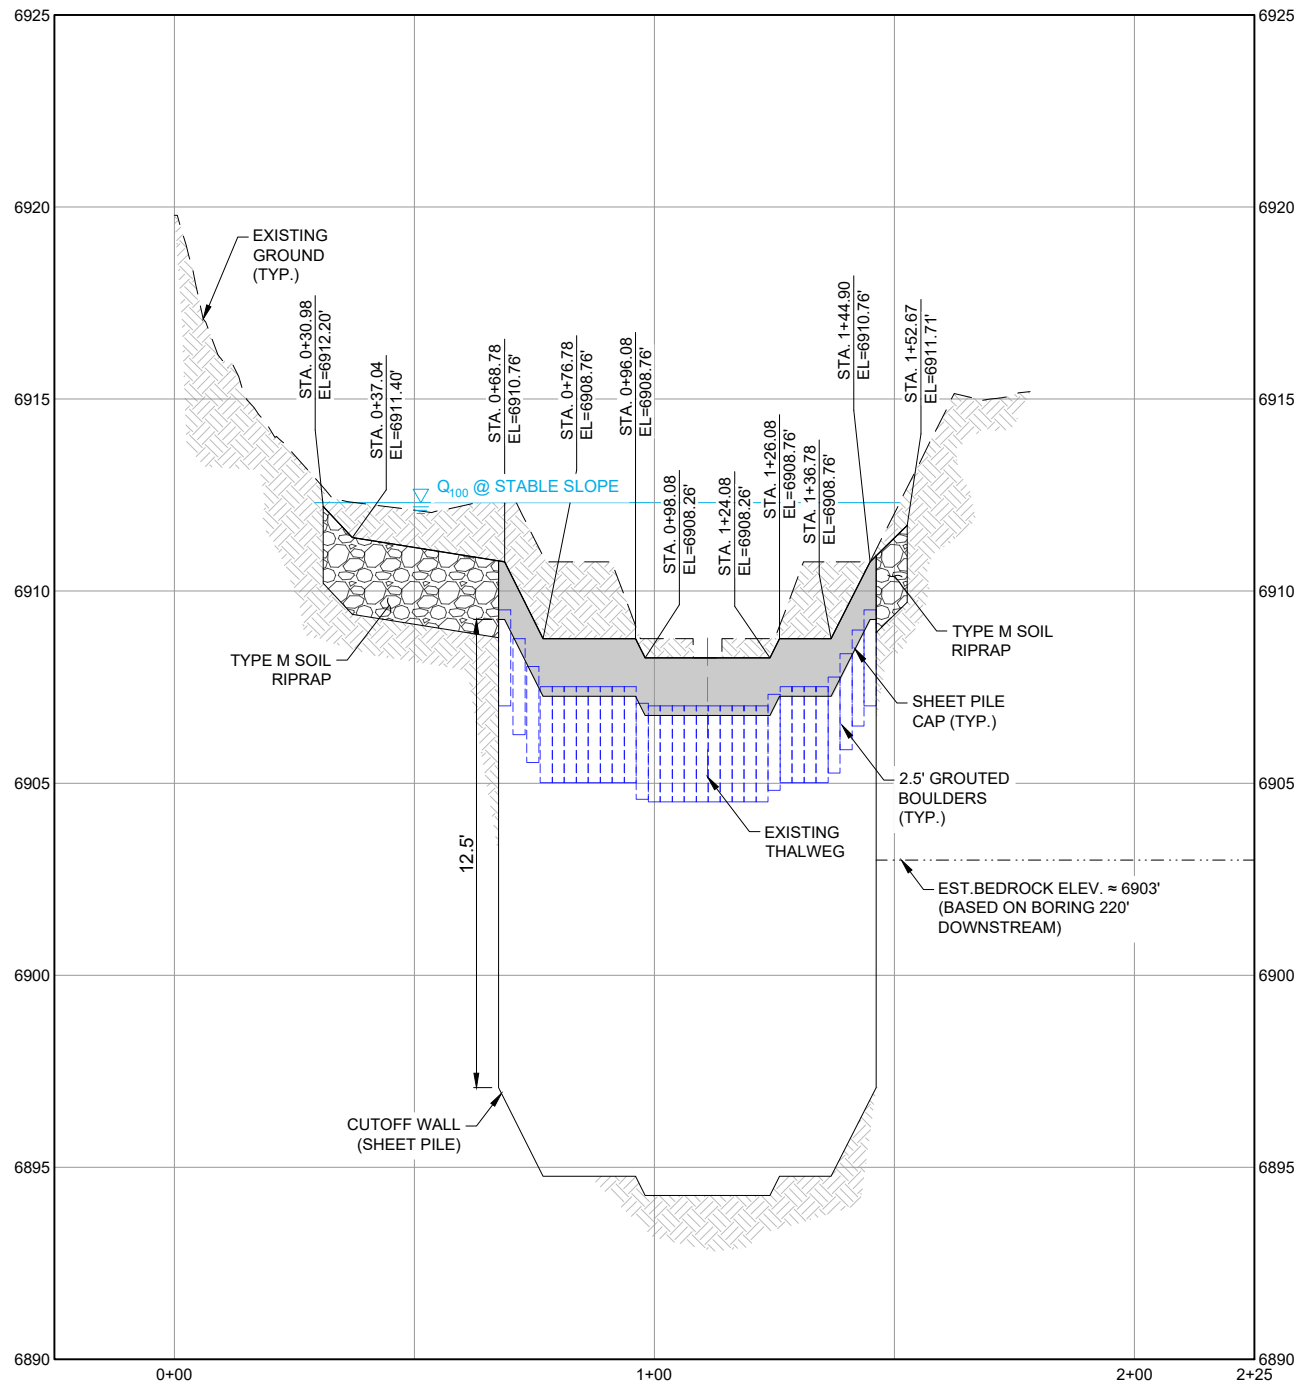 6925
6925
6920
6920
EXISTING
GROUND
(TYP.)
STA. 0+30.98
EL=6912.20'
STA. 0+37.04
EL=6911.40'
STA. 0+68.78
EL=6910.76'
STA. 0+76.78
EL=6908.76'
STA. 0+96.08
EL=6908.76'
STA. 0+98.08
EL=6908.26'
STA. 1+24.08
EL=6908.26'
STA. 1+26.08
EL=6908.76'
STA. 1+36.78
EL=6908.76'
STA. 1+44.90
EL=6910.76'
STA. 1+52.67
EL=6911.71'
6915
6915
Q100 @ STABLE SLOPE
6910
6910
TYPE M SOIL
RIPRAP
TYPE M SOIL
RIPRAP
SHEET PILE
CAP (TYP.)
2.5' GROUTED
BOULDERS
(TYP.)
6905
6905
EXISTING
THALWEG
12.5'
EST.BEDROCK ELEV. ≈ 6903'
(BASED ON BORING 220'
DOWNSTREAM)
6900
6900
CUTOFF WALL
(SHEET PILE)
6895
6895
6890
6890
0+00
1+00
2+00
2+25